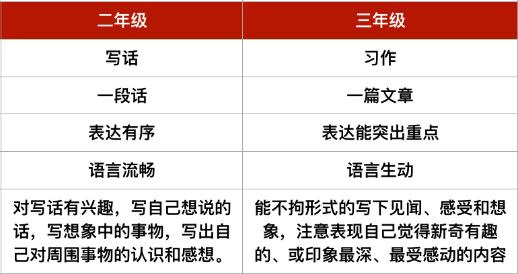 二年级
三年级
写话
习作
一段话
一篇文章
表达有序
表达能突出重点
语言流畅
语言生动
对写话有兴趣，写自己想说的
话，写想象中的事物，写出自
己对周围事物的认识和感想。
能不拘形式的写下见闻、感受和想
象，注意表现自己觉得新奇有趣
的、或印象最深、最受感动的内容